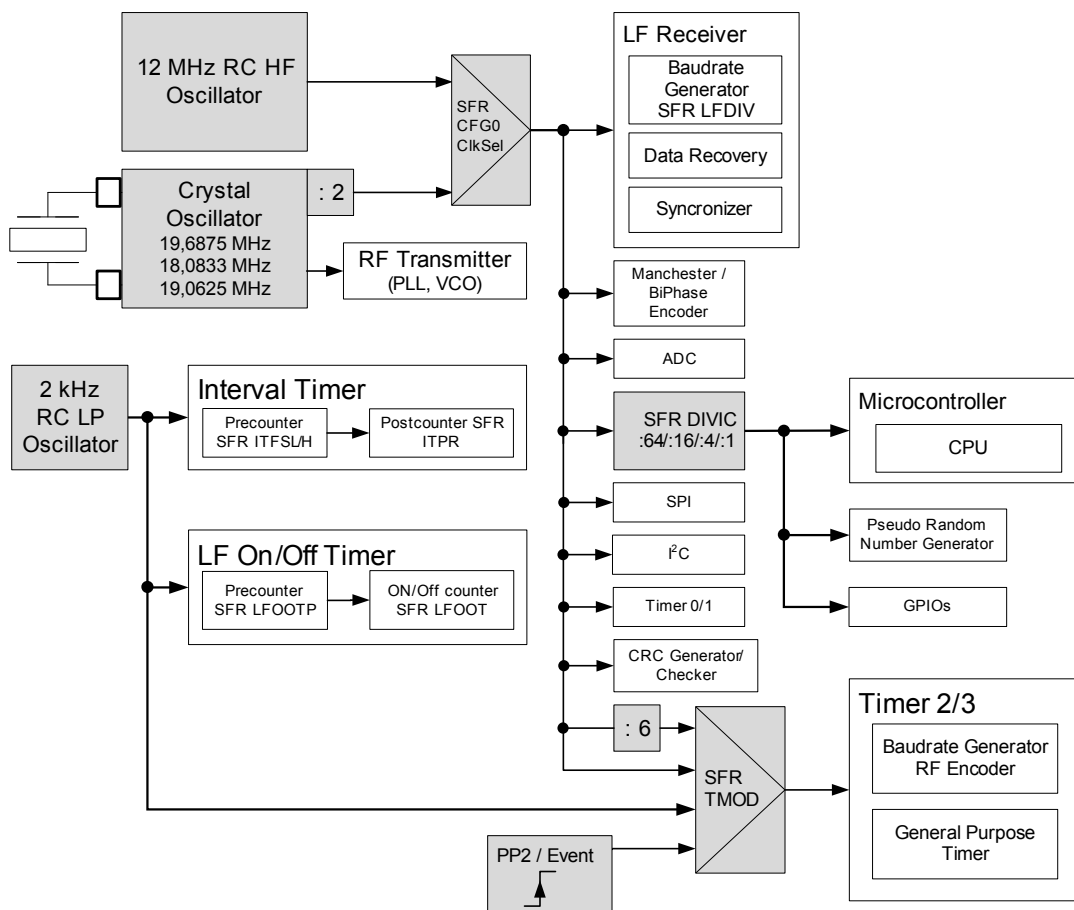 12 MHz RC HF
Oscillator
SFR
CFG0
ClkSel
Crystal
Oscillator
19,6875 MHz
18,0833 MHz
19,0625 MHz
: 2
RF Transmitter
(PLL, VCO)
LF Receiver
Baudrate
Generator
SFR LFDIV
Data Recovery
Syncronizer
Manchester /
BiPhase
Encoder
ADC
SFR DIVIC
:64/:16/:4/:1
SPI
I²C
Timer 0/1
CRC Generator/
Checker
: 6
Microcontroller
CPU
Pseudo Random
Number Generator
GPIOs
2 kHz
RC LP
Oscillator
Interval Timer
Precounter
SFR ITFSL/H
Postcounter SFR
ITPR
LF On/Off Timer
Precounter
SFR LFOOTP
ON/Off counter
SFR LFOOT
SFR
TMOD
PP2 / Event
Timer 2/3
Baudrate Generator
RF Encoder
General Purpose
Timer